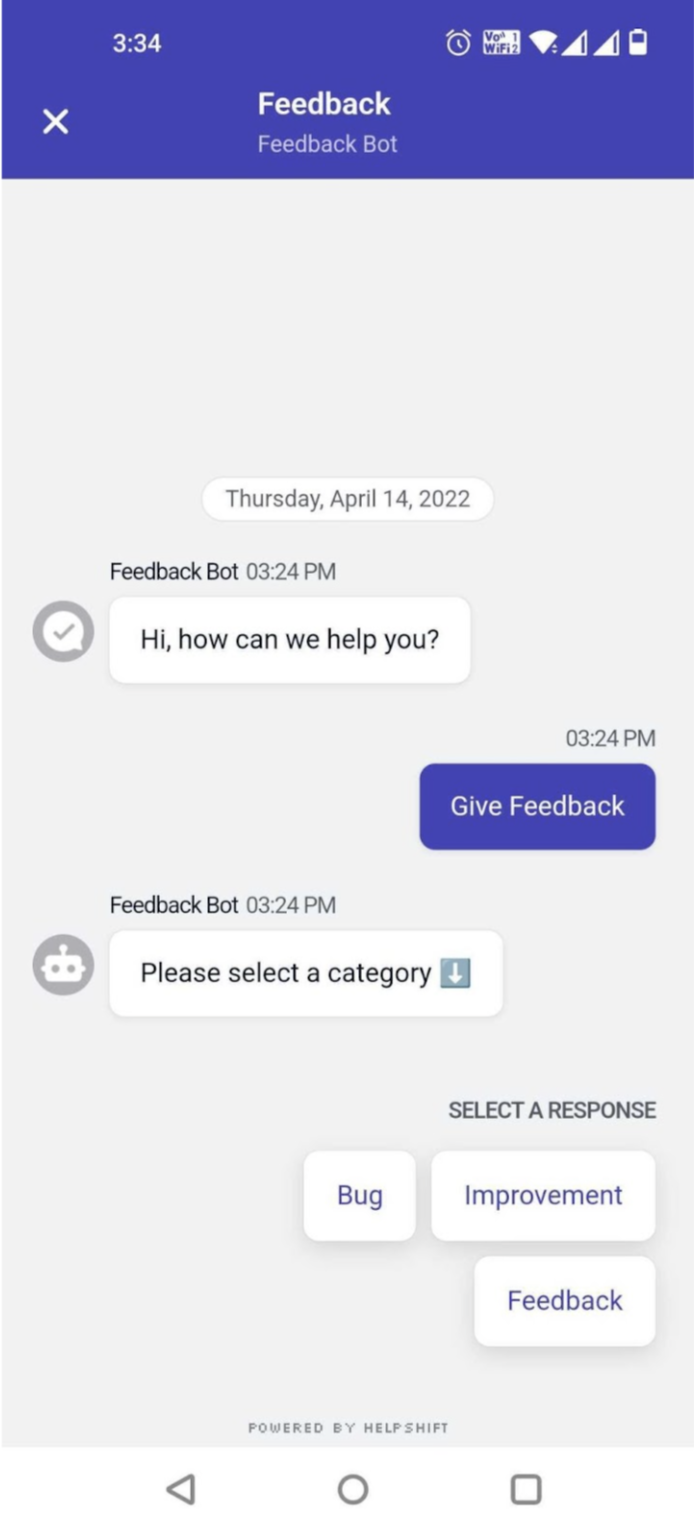 3:34
Vo 1
WiFi 2
Feedback
Feedback Bot
Thursday, April 14, 2022
Feedback Bot 03:24 PM
Hi, how can we help you?
03:24 PM
Give Feedback
Feedback Bot 03:24 PM
Please select a category ⬇️
SELECT A RESPONSE
Bug Improvement
Feedback
POWERED BY HELPSHIFT